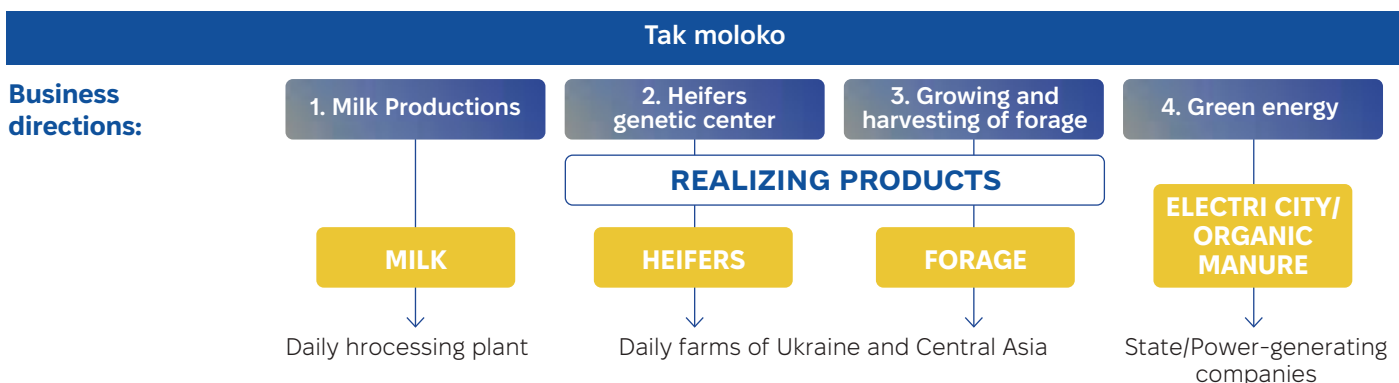 Tak moloko
Business
directions:
1. Milk Productions
2. Heifers
genetic center
3. Growing and
harvesting of forage
4. Green energy
REALIZING PRODUCTS
MILK
HEIFERS
FORAGE
ELECTRI CITY/
ORGANIC
MANURE
Daily hrocessing plant
Daily farms of Ukraine and Central Asia
State/Power-generating
companies